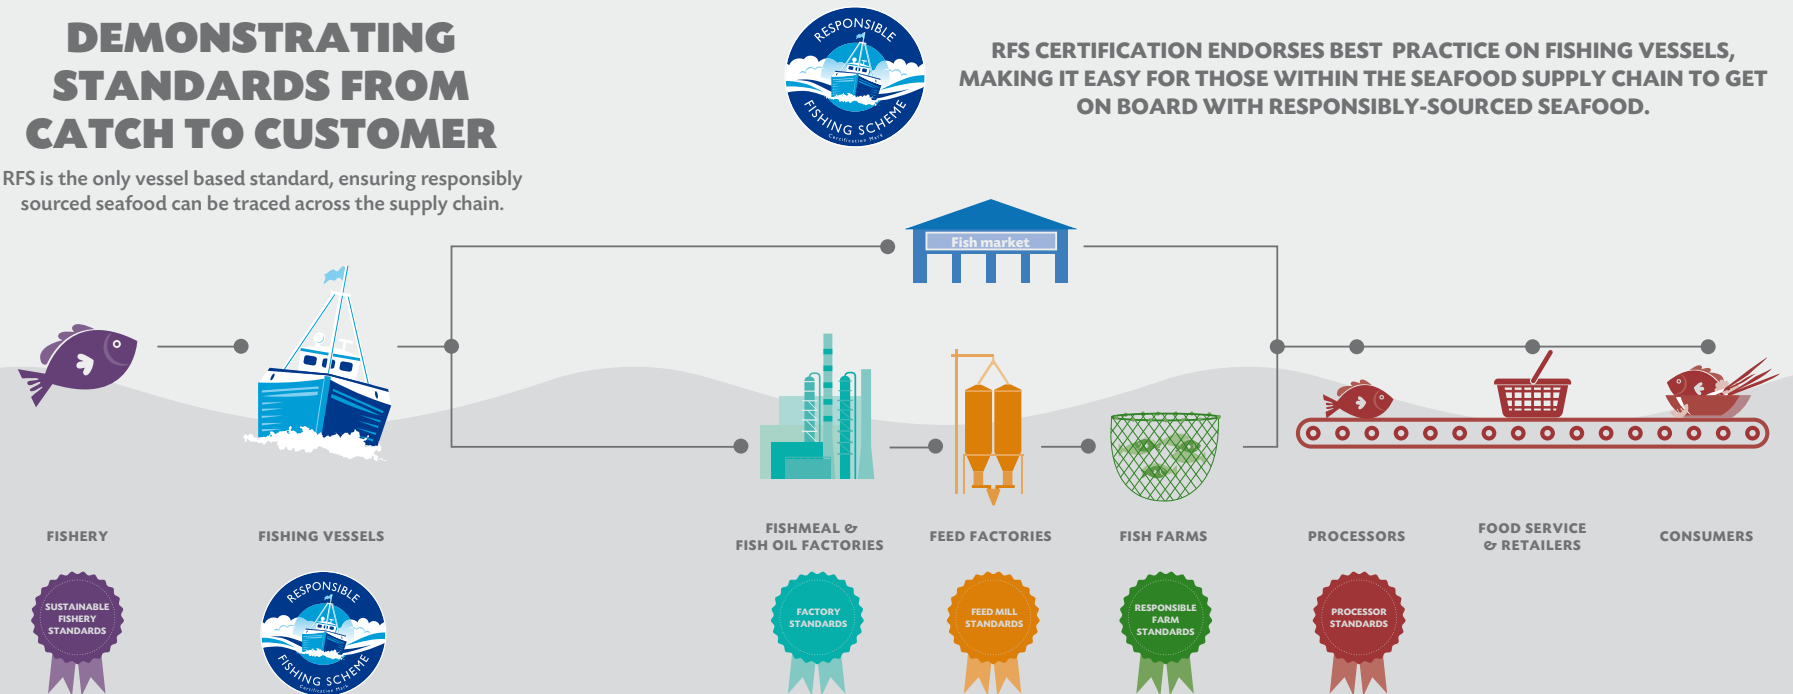 DEMONSTRATING
STANDARDS FROM
CATCH TO CUSTOMER
RFS is the only vessel based standard, ensuring responsibly
sourced seafood can be traced across the supply chain.
RESPONSIBLE
FISHING SCHEME
Certification Mark
RFS CERTIFICATION ENDORSES BEST PRACTICE ON FISHING VESSELS,
MAKING IT EASY FOR THOSE WITHIN THE SEAFOOD SUPPLY CHAIN TO GET
ON BOARD WITH RESPONSIBLY-SOURCED SEAFOOD.
Fish market
FISHERY
FISHING VESSELS
FISHMEAL &
FISH OIL FACTORIES
FEED FACTORIES
FISH FARMS
PROCESSORS
FOOD SERVICE
& RETAILERS
CONSUMERS
SUSTAINABLE
FISHERY
STANDARDS
RESPONSIBLE
FISHING SCHEME
Certification Mark
FACTORY
STANDARDS
FEED MILL
STANDARDS
RESPONSIBLE
FARM
STANDARDS
PROCESSOR
STANDARDS